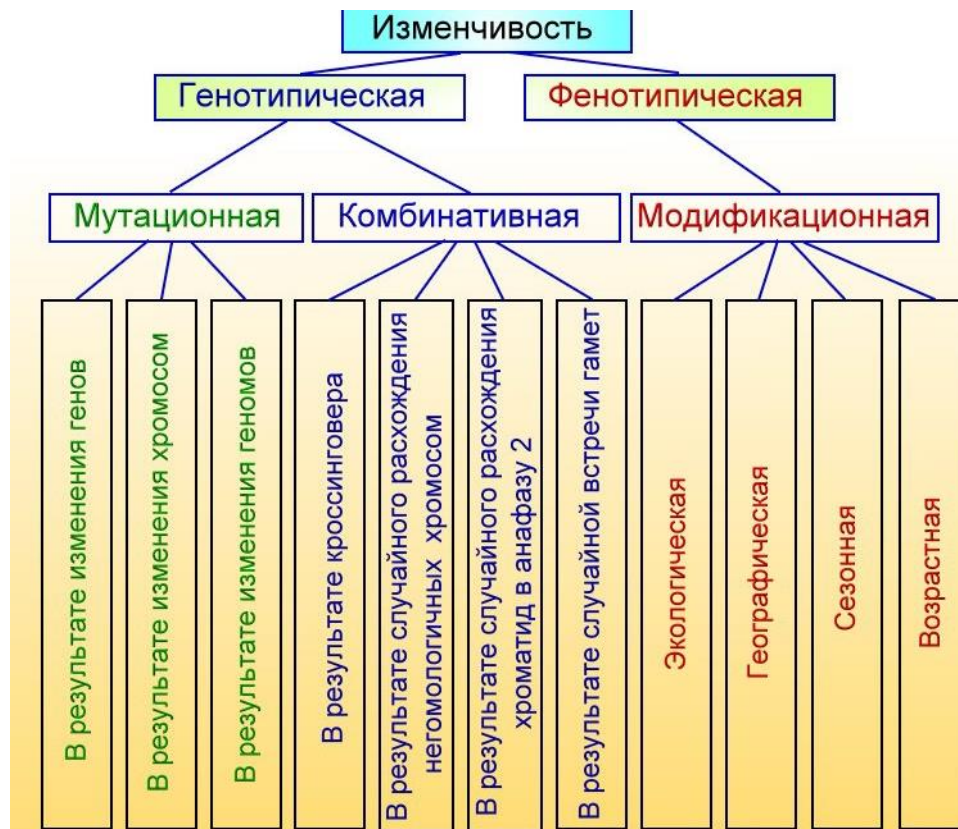 Изменчивость
Генотипическая
Фенотипическая
Мутационная
Комбинативная
Модификационная
В результате изменения генов
В результате изменения хромосом
В результате изменения геномов
В результате кроссинговера
В результате случайного расхождения
негомологичных хромосом
В результате случайного расхождения
хроматид в анафазу 2
В результате случайной встречи гамет
Экологическая
Географическая
Сезонная
Возрастная